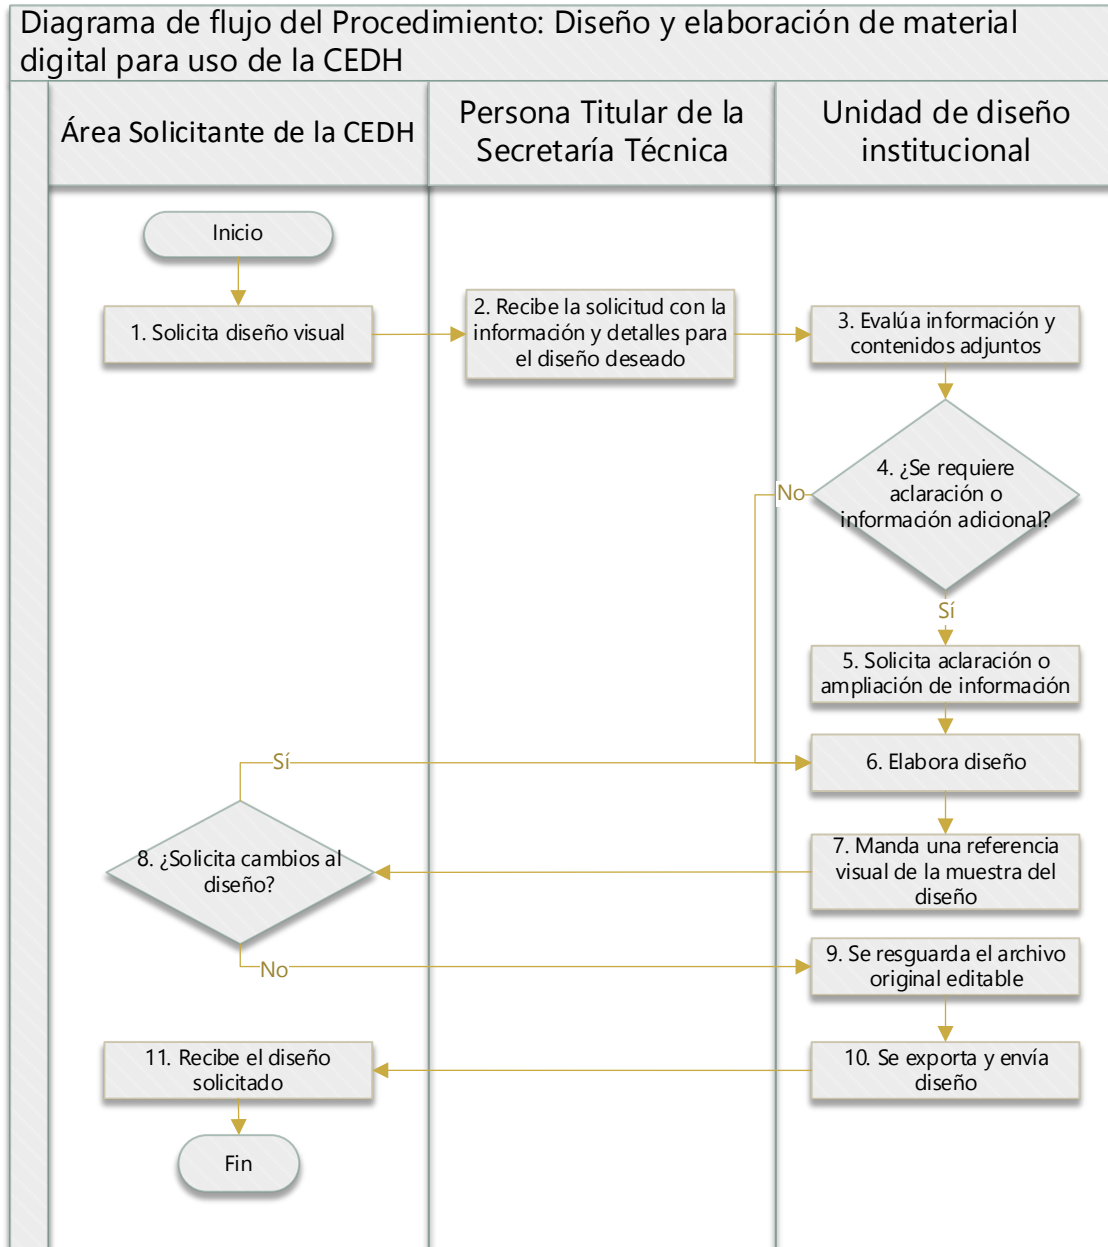 Diagrama de flujo del Procedimiento: Diseño y elaboración de material
digital para uso de la CEDH
Área Solicitante de la CEDH
Persona Titular de la
Secretaría Técnica
Unidad de diseño
institucional
Inicio
1. Solicita diseño visual
2. Recibe la solicitud con la
información y detalles para
el diseño deseado
3. Evalúa información y
contenidos adjuntos
4. ¿Se requiere
aclaración o
información adicional?
No
Sí
5. Solicita aclaración o
ampliación de información
6. Elabora diseño
Sí
7. Manda una referencia
visual de la muestra del
diseño
8. ¿Solicita cambios al
diseño?
No
9. Se resguarda el archivo
original editable
10. Se exporta y envía
diseño
11. Recibe el diseño
solicitado
Fin